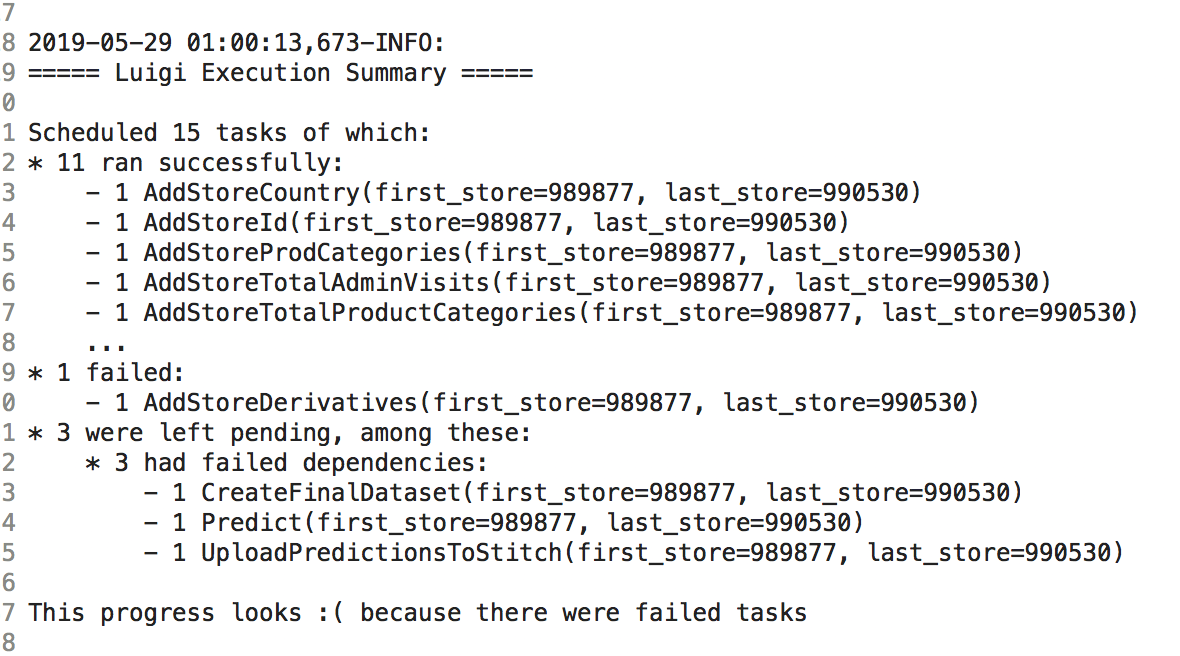 7
8 2019-05-29 01:00:13,673-INFO:
9 ===== Luigi Execution Summary =====
0
1 Scheduled 15 tasks of which:
2 * 11 ran successfully:
3     - 1 AddStoreCountry(first_store=989877, last_store=990530)
4     - 1 AddStoreId(first_store=989877, last_store=990530)
5     - 1 AddStoreProdCategories(first_store=989877, last_store=990530)
6     - 1 AddStoreTotalAdminVisits(first_store=989877, last_store=990530)
7     - 1 AddStoreTotalProductCategories(first_store=989877, last_store=990530)
8     ...
9 * 1 failed:
0     - 1 AddStoreDerivatives(first_store=989877, last_store=990530)
1 * 3 were left pending, among these:
2     * 3 had failed dependencies:
3         - 1 CreateFinalDataset(first_store=989877, last_store=990530)
4         - 1 Predict(first_store=989877, last_store=990530)
5         - 1 UploadPredictionsToStitch(first_store=989877, last_store=990530)
6
7 This progress looks :( because there were failed tasks
8